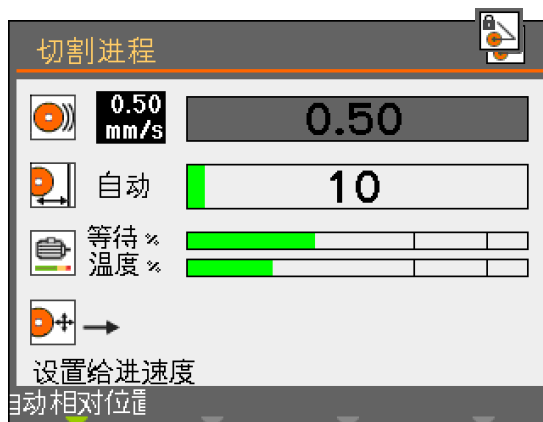 切割进程
0.50
mm/s
0.50
自动
10
等待 %
温度 %
设置给进速度
自动相对位置